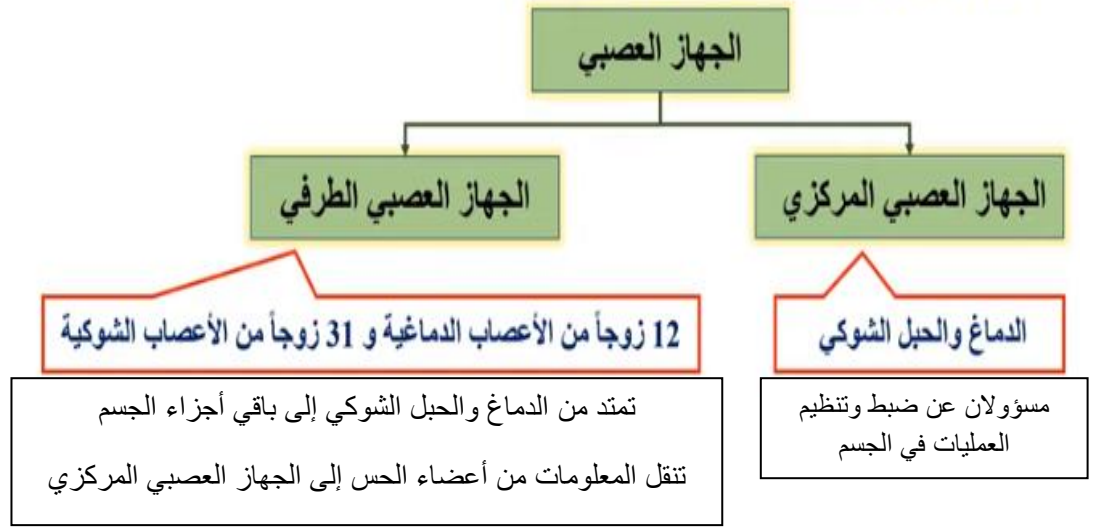 الجهاز العصبي
الجهاز العصبي المركزي
الجهاز العصبي الطرفي
الدماغ والحبل الشوكي
12 زوجاً من الأعصاب الدماغية و 31 زوجاً من الأعصاب الشوكية
مسؤولان عن ضبط وتنظيم
العمليات في الجسم
تمتد من الدماغ والحبل الشوكي إلى باقي أجزاء الجسم
تنقل المعلومات من أعضاء الحس إلى الجهاز العصبي المركزي